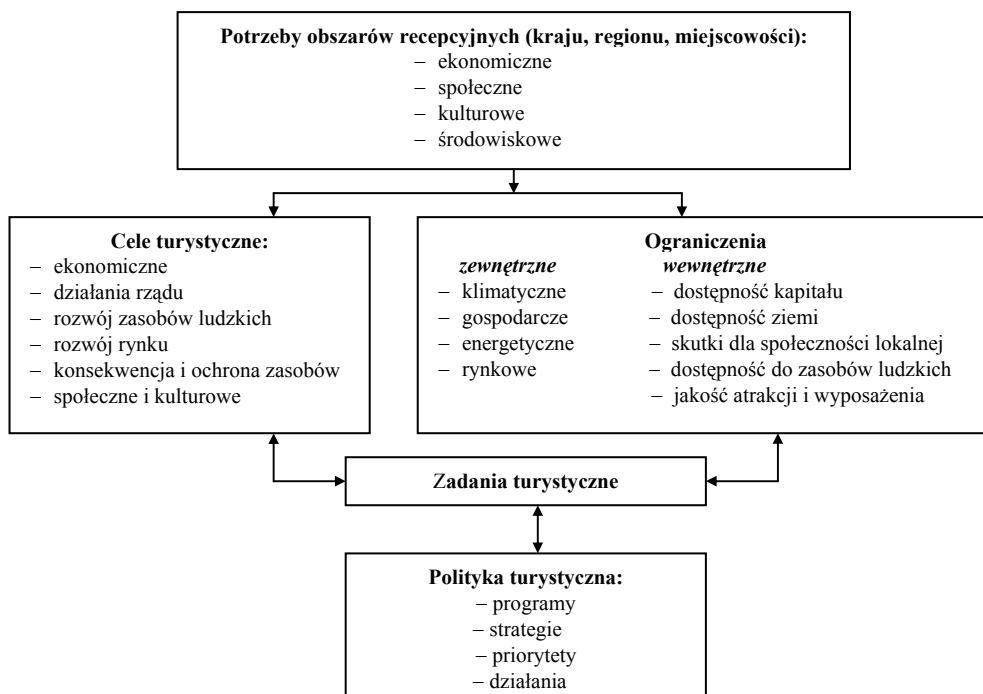 Potrzeby obszarów recepcyjnych (kraju, regionu, miejscowości):
– ekonomiczne
– społeczne
– kulturowe
– środowiskowe
Cele turystyczne:
– ekonomiczne
– działania rządu
– rozwój zasobów ludzkich
– rozwój rynku
– konsekwencja i ochrona zasobów
– społeczne i kulturowe
Ograniczenia
zewnętrzne
– klimatyczne
– gospodarcze
– energetyczne
– rynkowe
wewnętrzne
– dostępność kapitału
– dostępność ziemi
– skutki dla społeczności lokalnej
– dostępność do zasobów ludzkich
– jakość atrakcji i wyposażenia
Zadania turystyczne
Polityka turystyczna:
– programy
– strategie
– priorytety
– działania